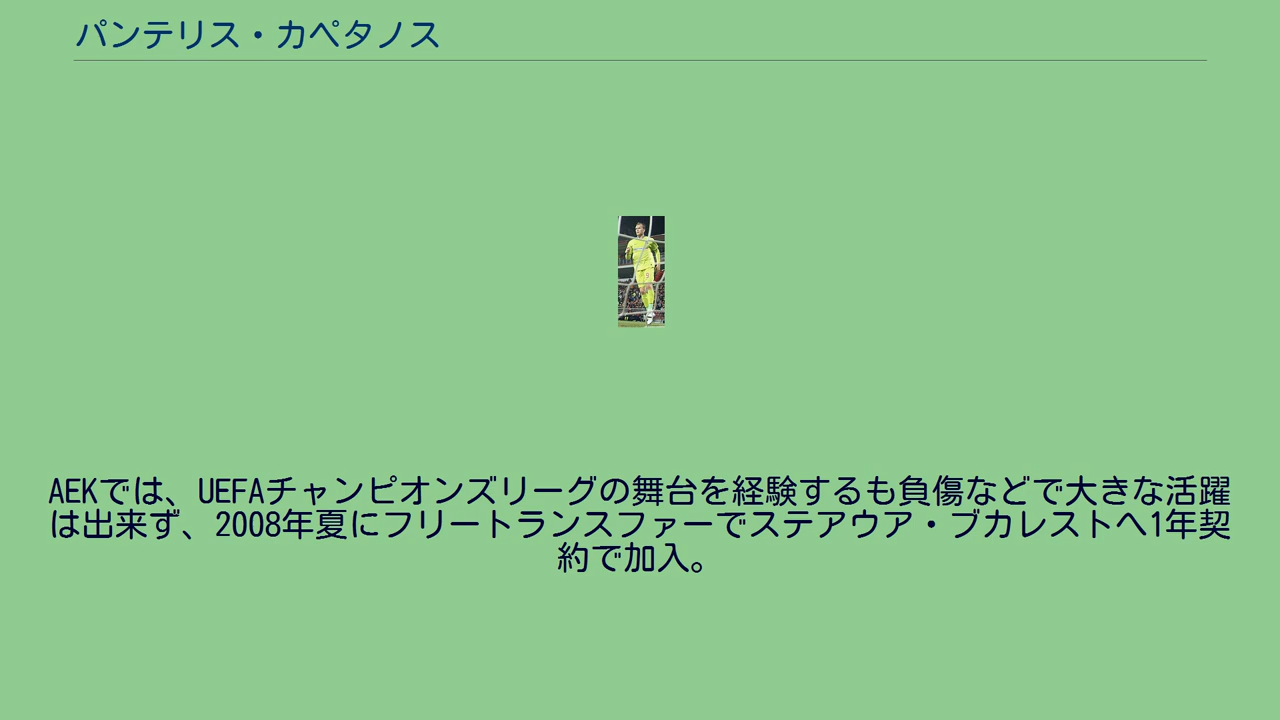 パンテリス・カペタノス
AEKでは、UEFAチャンピオンズリーグの舞台を経験するも負傷などで大きな活躍
は出来ず、2008年夏にフリートランスファーでステアウア・ブカレストへ1年契
約で加入。